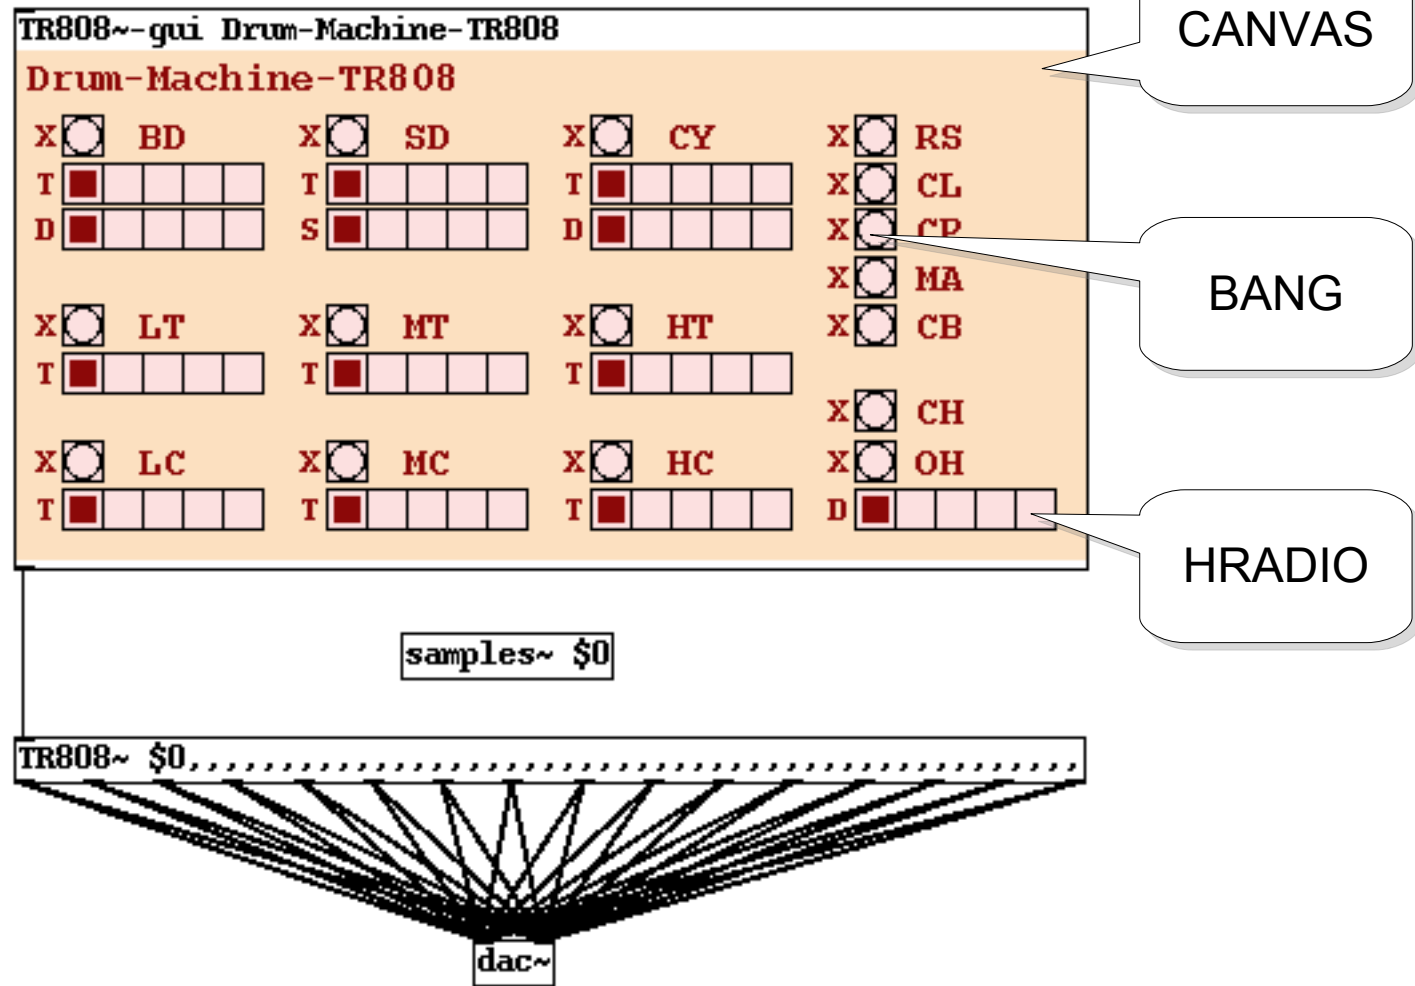 TR808~-gui Drum-Machine-TR808
CANVAS
Drum-Machine-TR808
X BD X SD X CY X RS
T T T X CL
D S D X CP
X MA
BANG
X LT X MT X HT X CB
T T T
X CH
X LC X MC X HC X OH
T T T D
HRADIO
samples~ $0
TR808~ $0,,,,,,,,,,,,,,,,,,,,,,,,,,,,,,,,,,,,,,,,,,,,,,,,
dac~